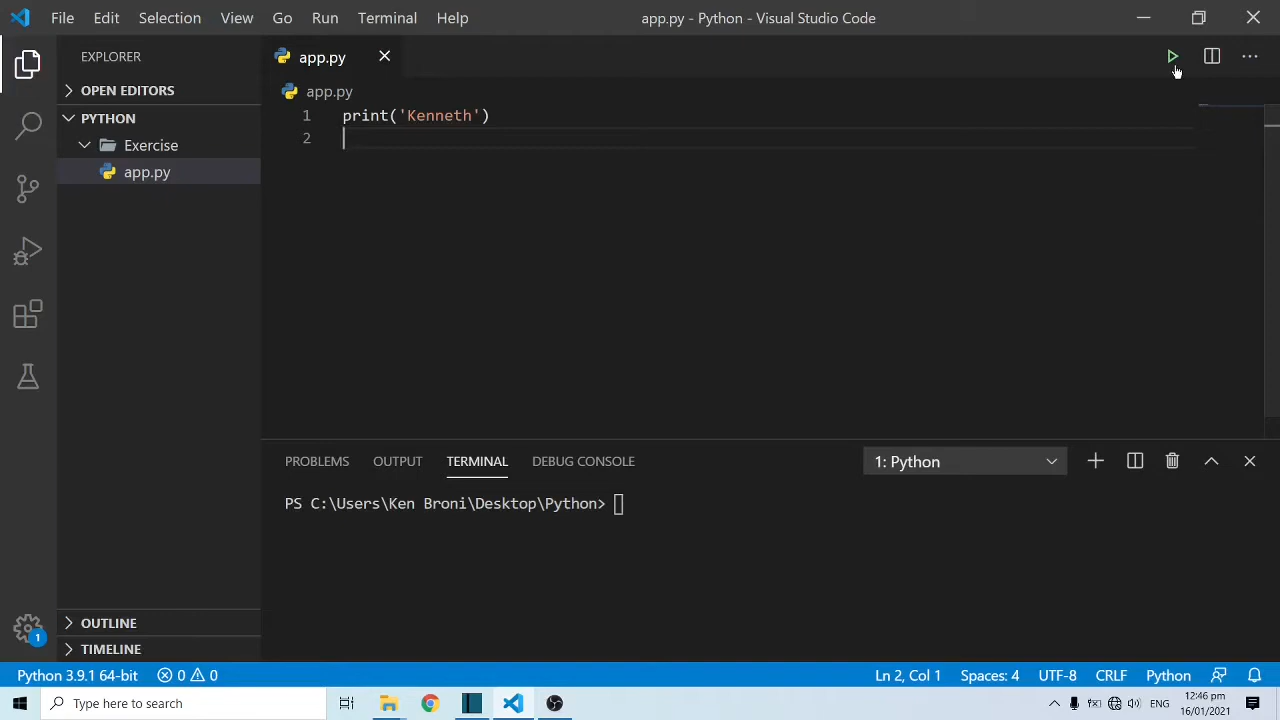 File Edit Selection View Go Run Terminal Help app.py - Python - Visual Studio Code
EXPLORER
app.py
OPEN EDITORS
app.py
PYTHON
1 print('Kenneth')
2
Exercise
app.py
PROBLEMS OUTPUT TERMINAL DEBUG CONSOLE 1: Python
PS C:\Users\Ken Broni\Desktop\Python>
OUTLINE
1
TIMELINE
Python 3.9.1 64-bit 0 0 Ln 2, Col 1 Spaces: 4 UTF-8 CRLF Python
Type here to search ENG 12:46 pm
16/01/2021